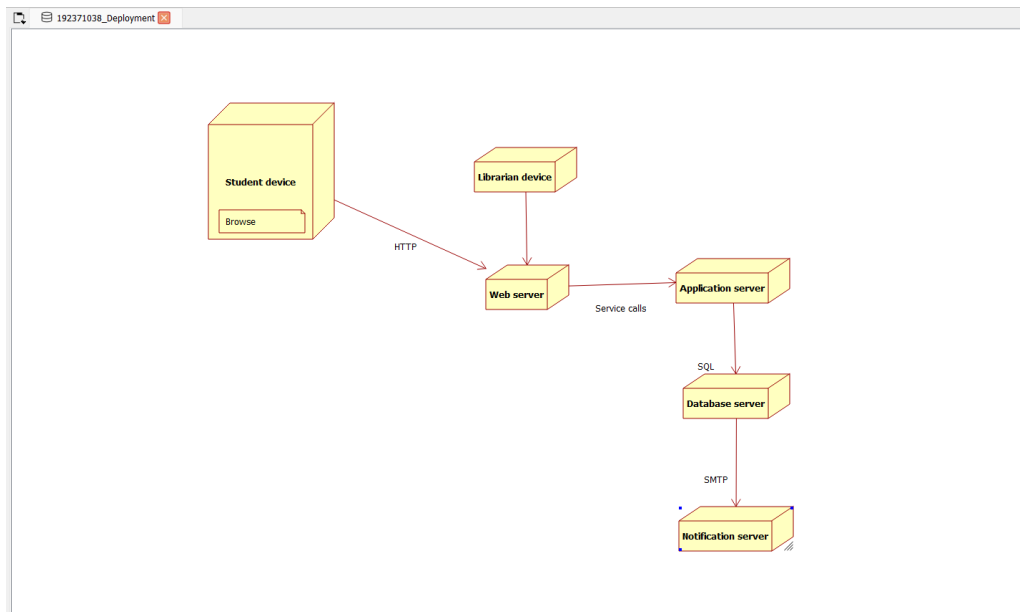 192371038_Deployment
Student device
Browse
HTTP
Librarian device
Web server
Service calls
Application server
SQL
Database server
SMTP
Notification server